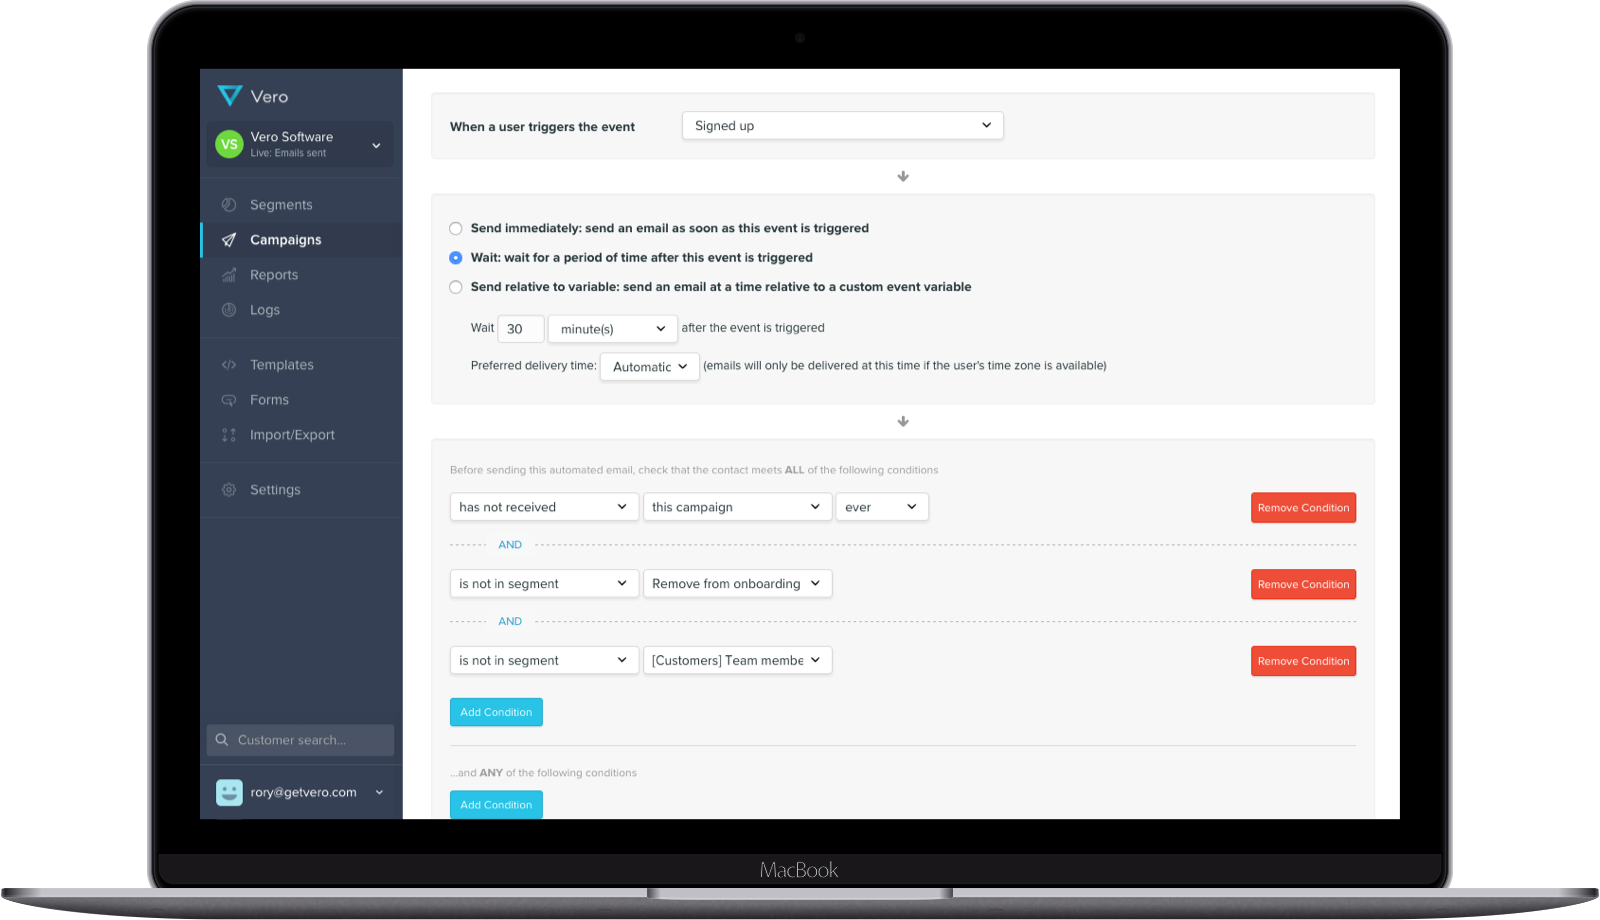 Vero
VS
Vero Software
Live: Emails sent
Segments
Campaigns
Reports
Logs
Templates
Forms
Import/Export
Settings
Customer search...
rory@getvero.com
When a user triggers the event Signed up
Send immediately: send an email as soon as this event is triggered
Wait: wait for a period of time after this event is triggered
Send relative to variable: send an email at a time relative to a custom event variable
Wait 30 minute(s) after the event is triggered
Preferred delivery time: Automatic (emails will only be delivered at this time if the user's time zone is available)
Before sending this automated email, check that the contact meets ALL of the following conditions
has not received this campaign ever Remove Condition
AND
is not in segment Remove from onboarding Remove Condition
AND
is not in segment [Customers] Team membe Remove Condition
Add Condition
...and ANY of the following conditions
Add Condition
MacBook